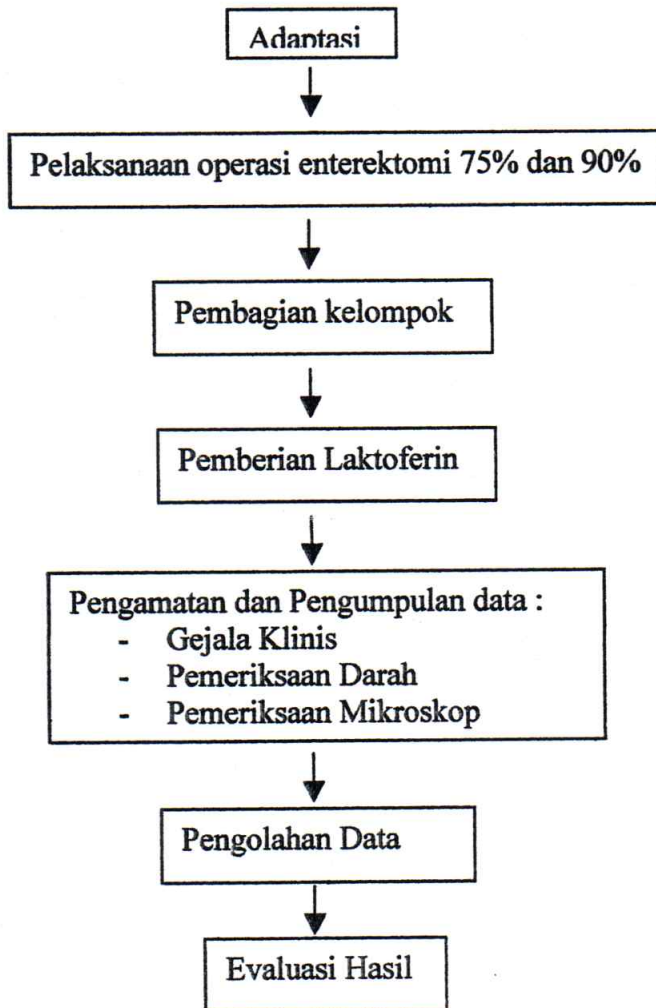 Adaptasi
Pelaksanaan operasi enterektomi 75% dan 90%
Pembagian kelompok
Pemberian Laktoferin
Pengamatan dan Pengumpulan data :
- Gejala Klinis
- Pemeriksaan Darah
- Pemeriksaan Mikroskop
Pengolahan Data
Evaluasi Hasil